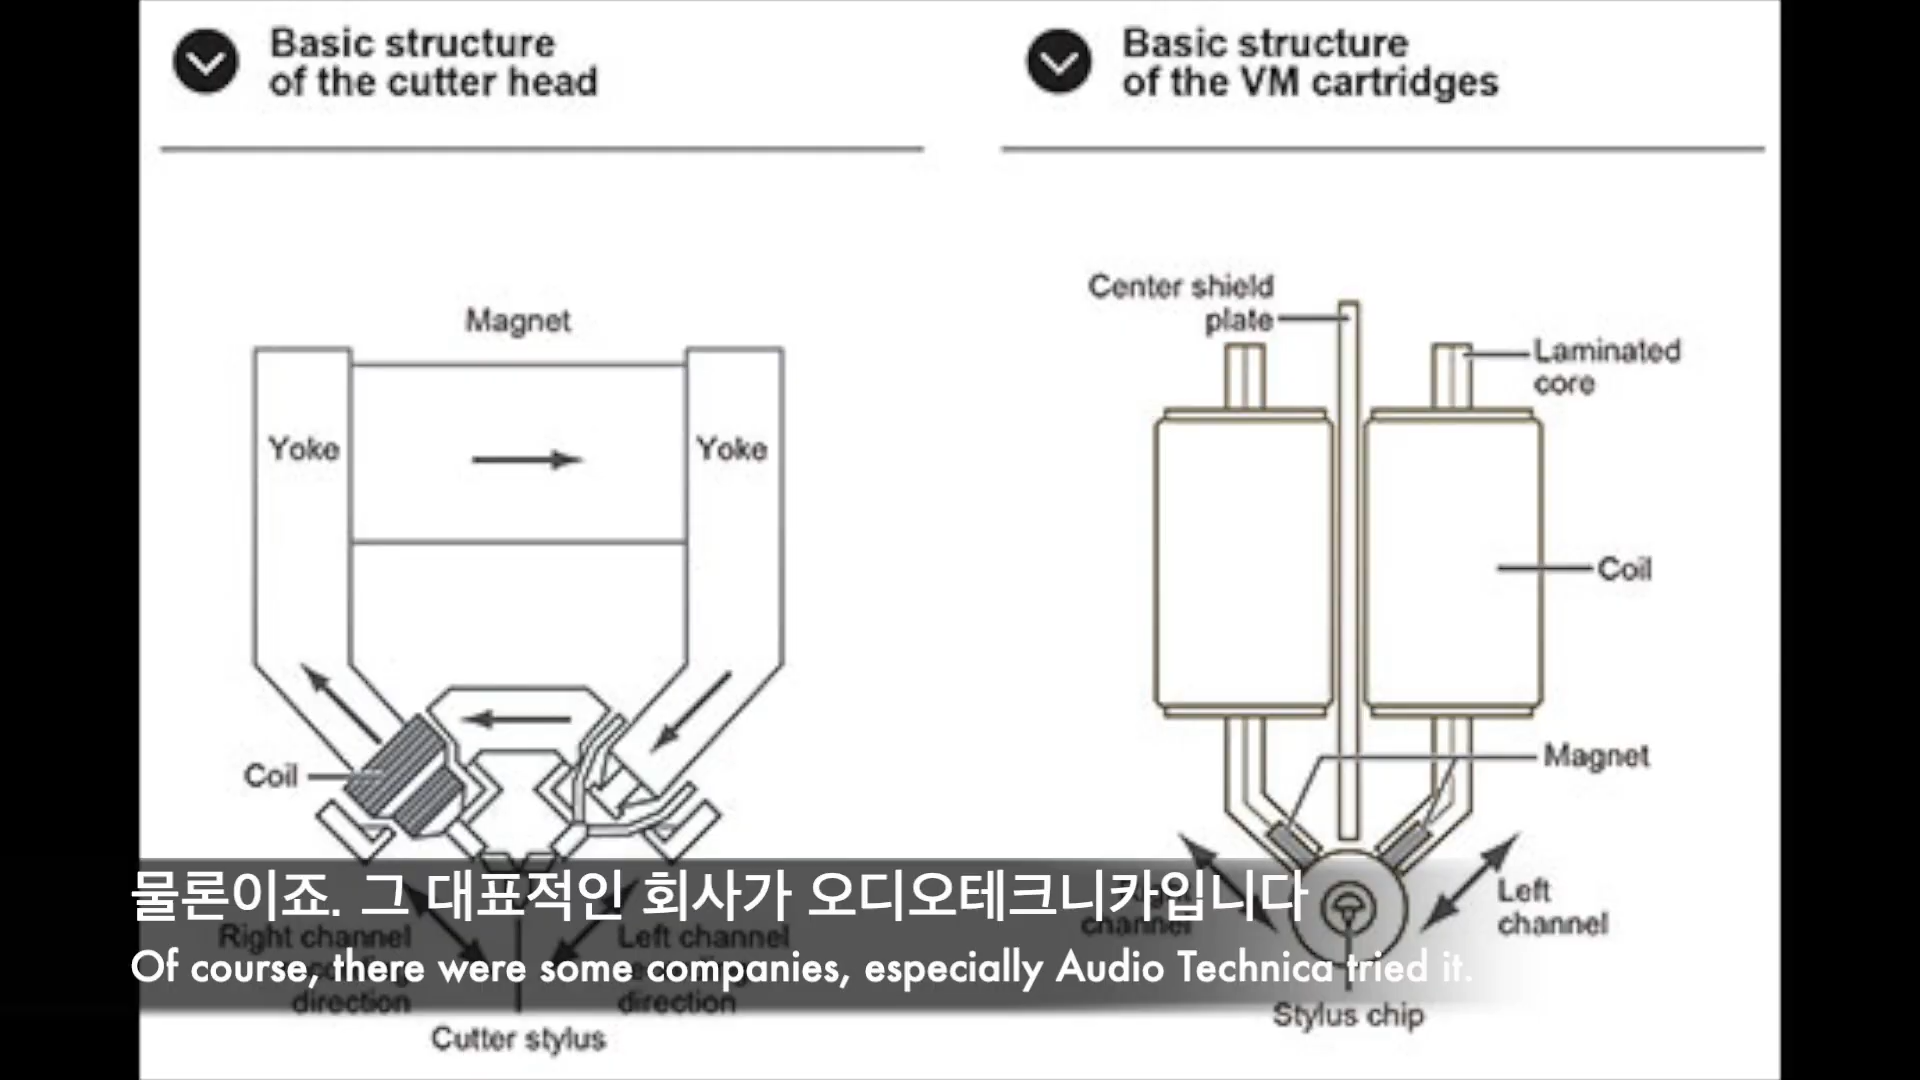 Basic structure
of the cutter head
Basic structure
of the VM cartridges
Magnet
Yoke
Yoke
Coil
Right channel
direction
Left channel
direction
Cutter stylus
Center shield
plate
Laminated
core
Coil
Magnet
channel
Left
channel
Stylus chip
물론이죠. 그 대표적인 회사가 오디오테크니카입니다
Of course, there were some companies, especially Audio Technica tried it.